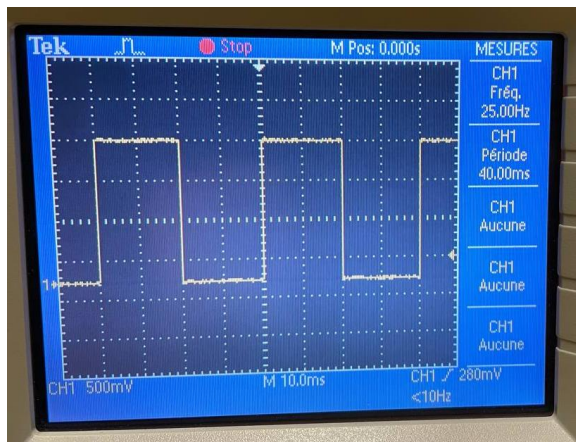 Tek Stop M Pos: 0.000s MESURES
CH1
Fréq.
25.00Hz
CH1
Période
40.00ms
CH1
Aucune
CH1
Aucune
CH1
Aucune
1
CH1 500mV M 10.0ms CH1 280mV
<10Hz